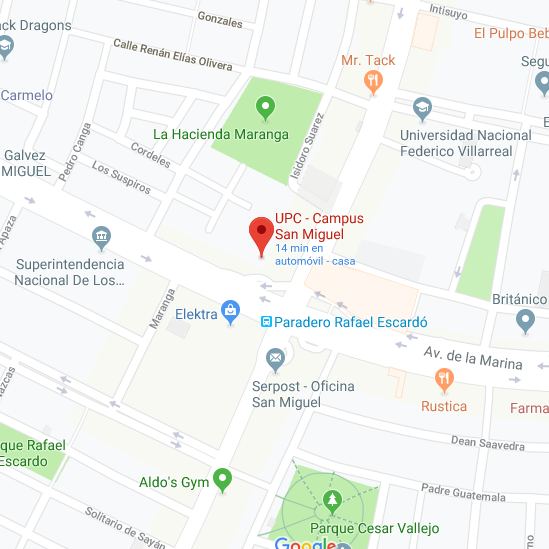 Intisuyo
Gonzales
ck Dragons
El Pulpo Beb
Calle Renán Elías Olivera
Mr. Tack
Segu
Carmelo
La Hacienda Maranga
Universidad Nacional
Federico Villarreal
E
Isidoro Suarez
Pedro Canga
Cordeles
Galvez
MIGUEL
Los Suspiros
Apaza
UPC - Campus
San Miguel
14 min en
automóvil - casa
Superintendencia
Nacional De Los...
Maranga
Británico
Elektra
Paradero Rafael Escardó
Av. de la Marina
Serpost - Oficina
San Miguel
Rustica
Farma
Nazcas
Dean Saavedra
que Rafael
Escardo
Aldo's Gym
Padre Guatemala
Solitario de Sayán
Parque Cesar Vallejo
Google